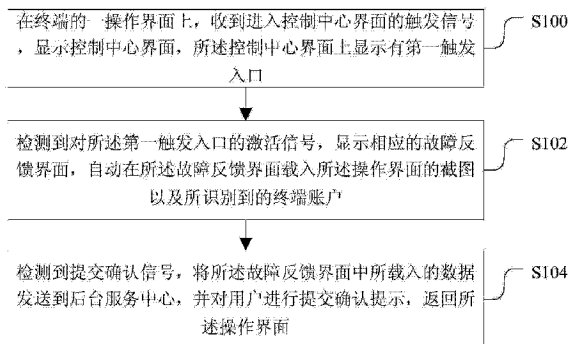 在终端的一操作界面上，收到进入控制中心界面的触发信号
，显示控制中心界面，所述控制中心界面上显示有第一触发
入口
S100
检测到对所述第一触发入口的激活信号，显示相应的故障反
馈界面，自动在所述故障反馈界面载入所述操作界面的截图
以及所识别到的终端账户
S102
检测到提交确认信号，将所述故障反馈界面中所载入的数据
发送到后台服务中心，并对用户进行提交确认提示，返回所
述操作界面
S104